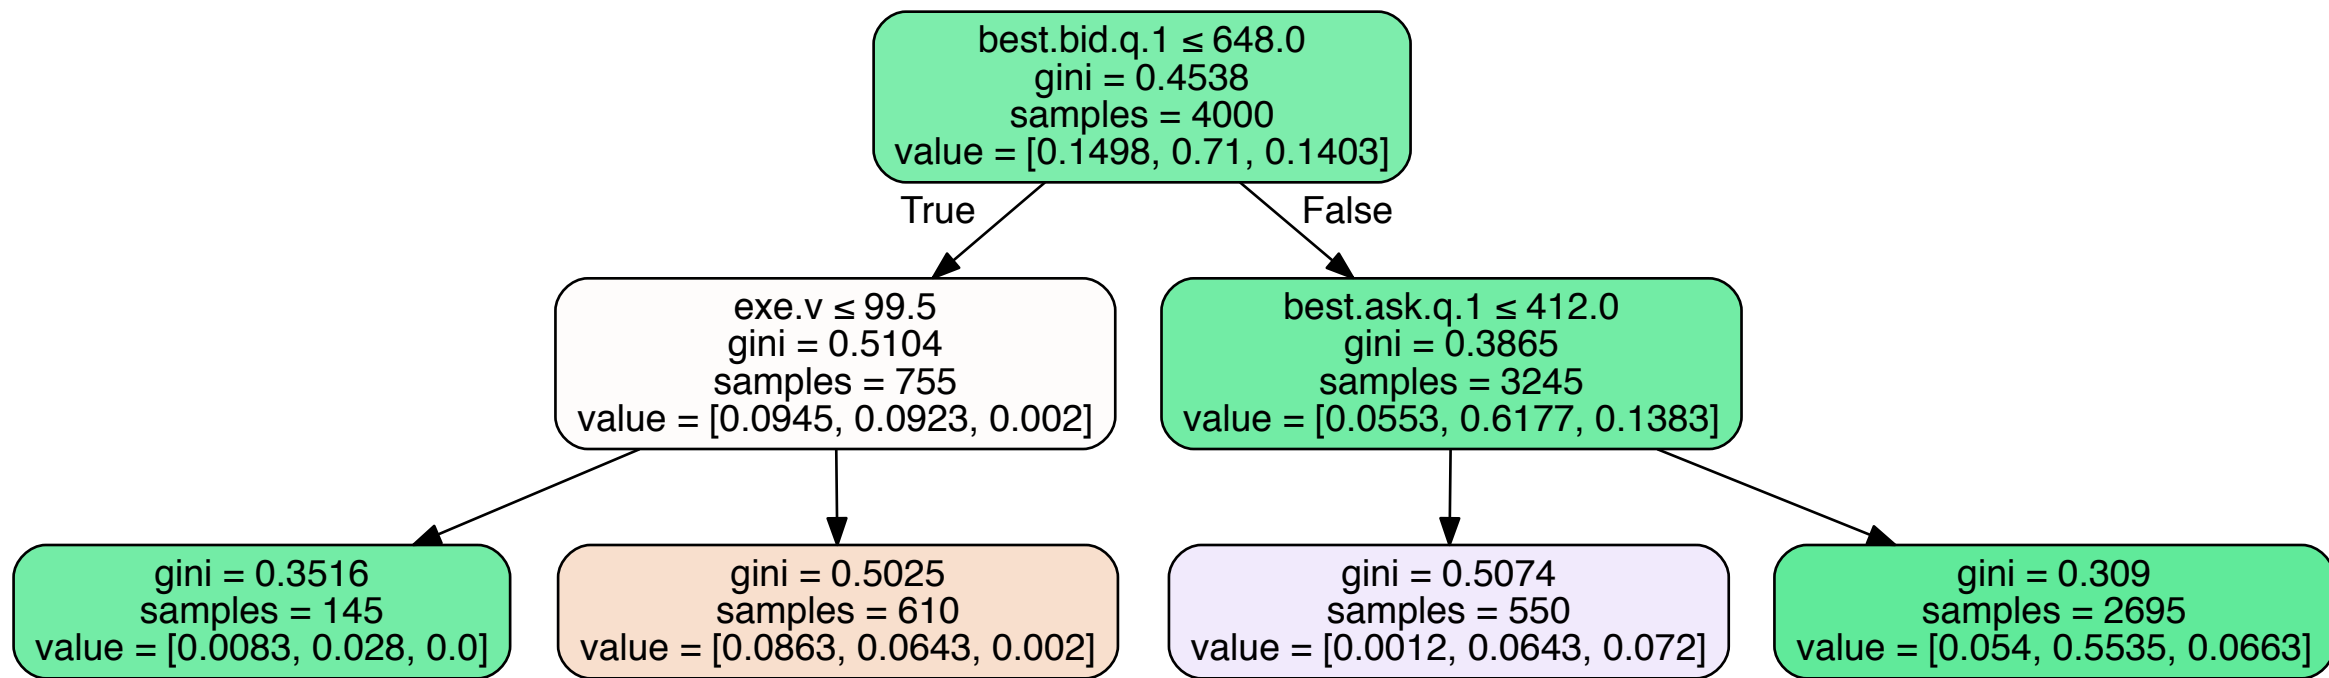 best.bid.q.1 ≤ 648.0
gini = 0.4538
samples = 4000
value = [0.1498, 0.71, 0.1403]
True
False
exe.v ≤ 99.5
gini = 0.5104
samples = 755
value = [0.0945, 0.0923, 0.002]
best.ask.q.1 ≤ 412.0
gini = 0.3865
samples = 3245
value = [0.0553, 0.6177, 0.1383]
gini = 0.3516
samples = 145
value = [0.0083, 0.028, 0.0]
gini = 0.5025
samples = 610
value = [0.0863, 0.0643, 0.002]
gini = 0.5074
samples = 550
value = [0.0012, 0.0643, 0.072]
gini = 0.309
samples = 2695
value = [0.054, 0.5535, 0.0663]